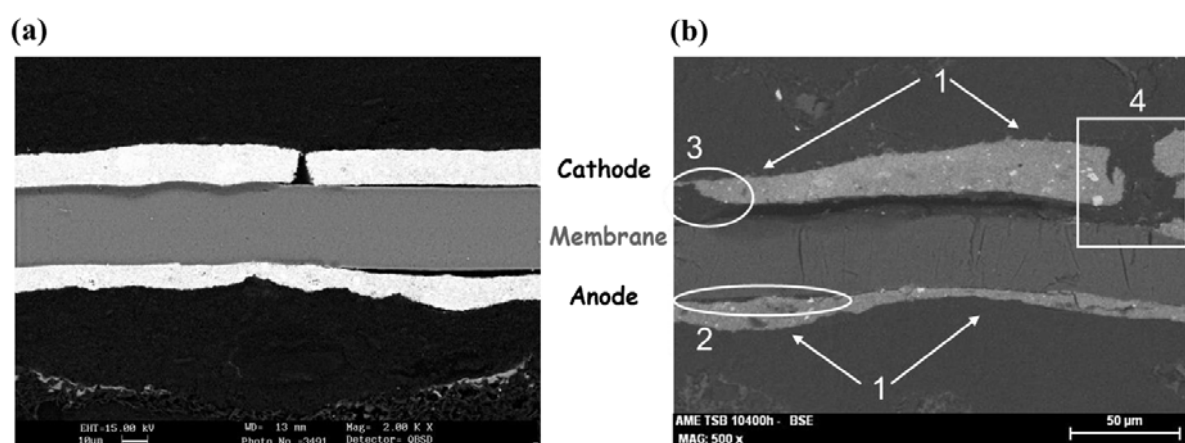 (a)
(b)
Cathode
Membrane
Anode
EHT=15.00 kV WD= 13 mm Mag= 2.00 K X
10µm Photo No.=3491 Detector= QBSD
1
3
4
2
1
AME TSB 10400h - BSE
MAG: 500 x
50 µm